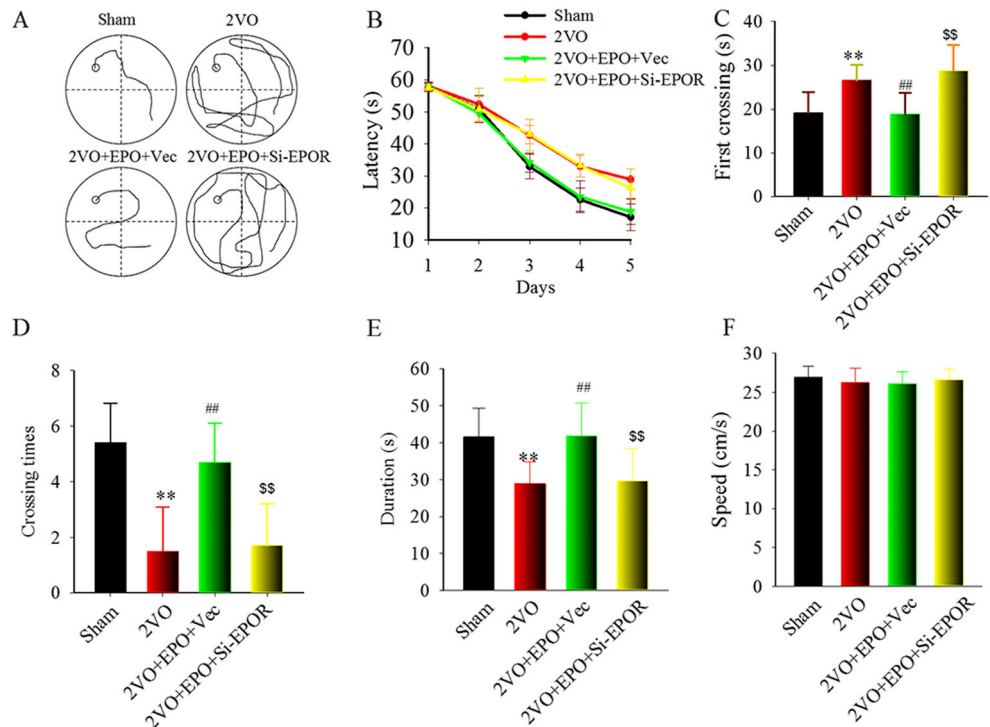 A
Sham
2VO
2VO+EPO+Vec
2VO+EPO+Si-EPOR
B
Sham
2VO
2VO+EPO+Vec
2VO+EPO+Si-EPOR
Latency (s)
70
60
50
40
30
20
10
1 2 3 4 5
Days
C
First crossing (s)
40
30
20
10
0
**
##
$$
Sham
2VO
2VO+EPO+Vec
2VO+EPO+Si-EPOR
D
Crossing times
8
6
4
2
0
**
##
$$
Sham
2VO
2VO+EPO+Vec
2VO+EPO+Si-EPOR
E
Duration (s)
60
50
40
30
20
10
0
**
##
$$
Sham
2VO
2VO+EPO+Vec
2VO+EPO+Si-EPOR
F
Speed (cm/s)
30
25
20
15
10
5
0
Sham
2VO
2VO+EPO+Vec
2VO+EPO+Si-EPOR